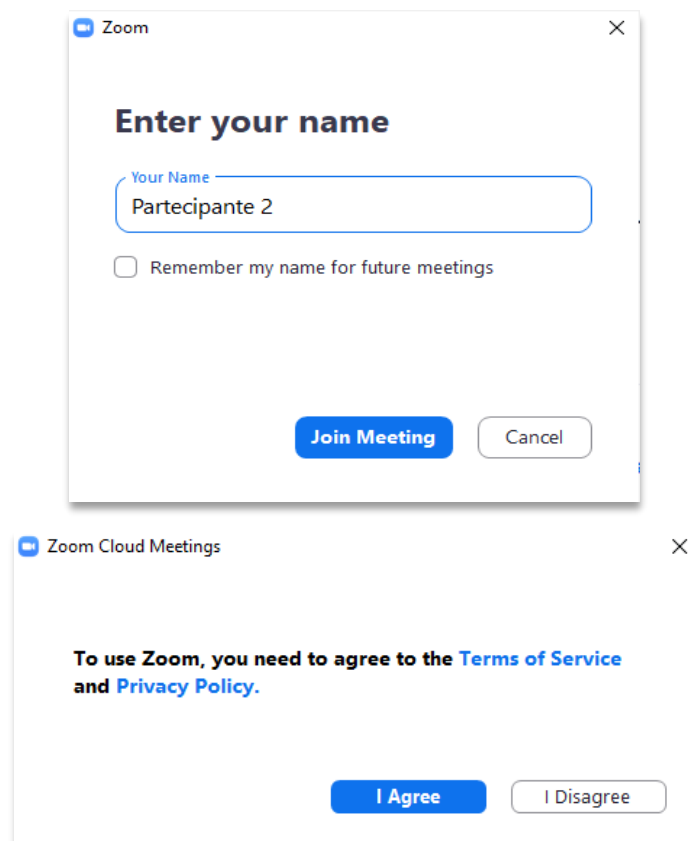 Zoom
Enter your name
Your Name
Partecipante 2
Remember my name for future meetings
Join Meeting Cancel
Zoom Cloud Meetings
To use Zoom, you need to agree to the Terms of Service
and Privacy Policy.
I Agree I Disagree